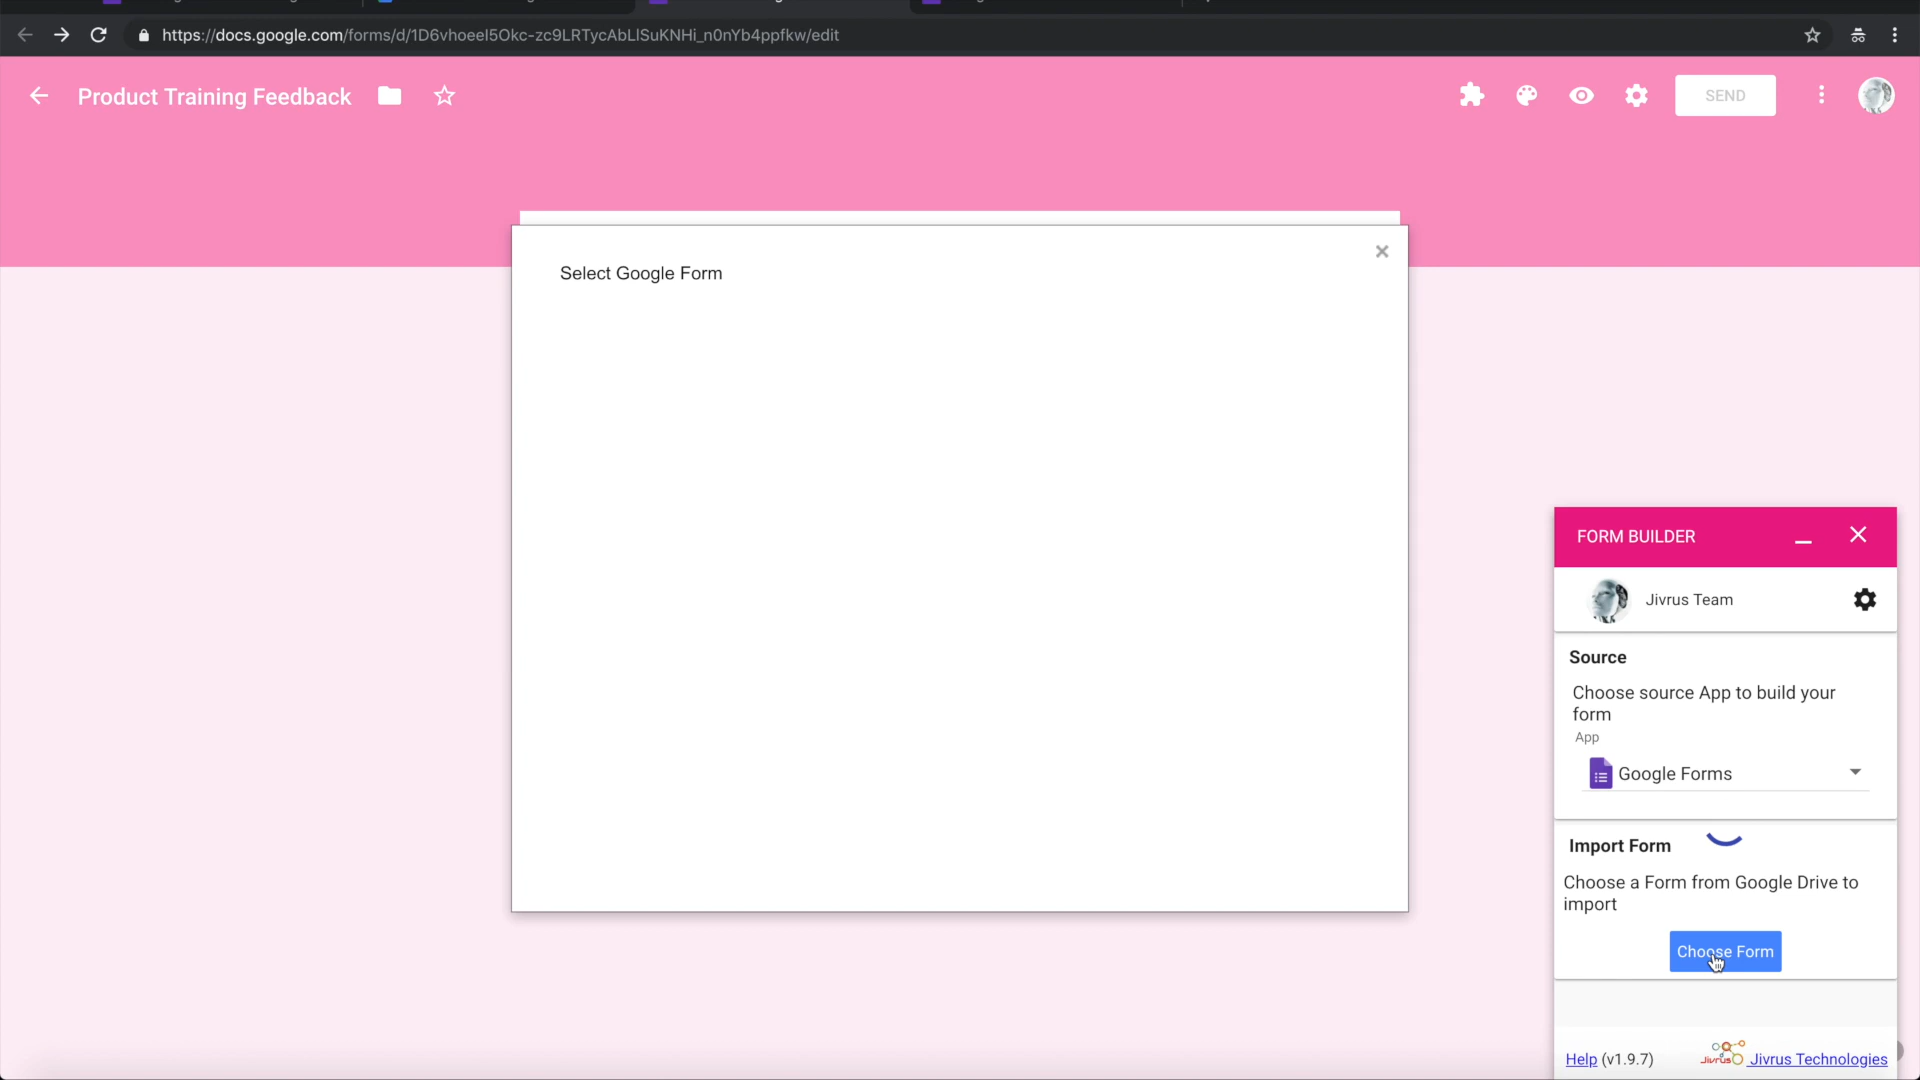 https://docs.google.com/forms/d/1D6vhoeeI5Okc-zc9LRTycAbLlSuKNHi_n0nYb4ppfkw/edit
Product Training Feedback
SEND
Select Google Form
FORM BUILDER
Jivrus Team
Source
Choose source App to build your
form
App
Google Forms
Import Form
Choose a Form from Google Drive to
import
Choose Form
Help (v1.9.7)
Jivrus
Jivrus Technologies